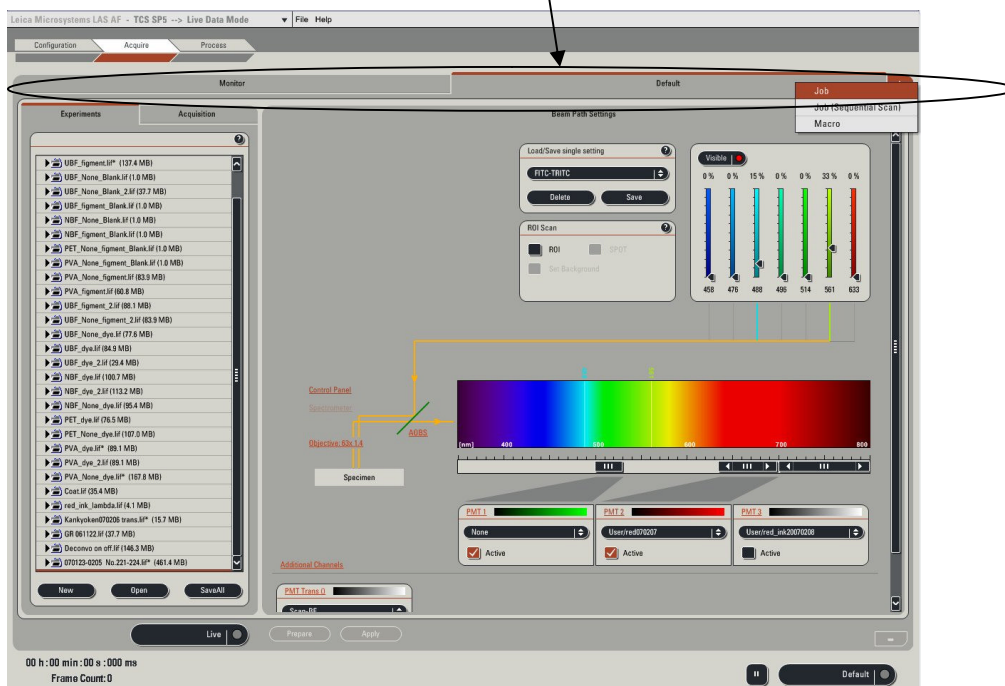 Leica Microsystems LAS AF - TCS SP5 --> Live Data Mode
File Help
Configuration Acquire Process
Monitor Default
Job
Job (Sequential Scan)
Macro
Experiments Acquisition
Beam Path Settings
UBF_figment.lif* (137.4 MB)
UBF_None_Blank.lif (1.0 MB)
UBF_None_Blank_2.lif (37.7 MB)
UBF_figment_Blank.lif (1.0 MB)
NBF_None_Blank.lif (1.0 MB)
NBF_figment_Blank.lif (1.0 MB)
PET_None_figment_Blank.lif (1.0 MB)
PVA_None_figment_Blank.lif (1.0 MB)
PVA_None_figment.lif (83.9 MB)
PVA_figment.lif (60.8 MB)
UBF_figment_2.lif (88.1 MB)
UBF_None_figment_2.lif (83.9 MB)
UBF_None_dye.lif (77.6 MB)
UBF_dye.lif (84.9 MB)
UBF_dye_2.lif (29.4 MB)
NBF_dye.lif (100.7 MB)
NBF_dye_2.lif (113.2 MB)
NBF_None_dye.lif (95.4 MB)
PET_dye.lif (76.5 MB)
PET_None_dye.lif (107.0 MB)
PVA_dye.lif* (89.1 MB)
PVA_dye_2.lif (89.1 MB)
PVA_None_dye.lif* (167.8 MB)
Coat.lif (35.4 MB)
red_ink_lambda.lif (4.1 MB)
Kankyoken070206 trans.lif* (15.7 MB)
GR 061122.lif (37.7 MB)
Deconvo on off.lif (146.3 MB)
070123-0205 No.221-224.lif* (461.4 MB)
New Open SaveAll
Load/Save single setting
FITC-TRITC
Delete Save
ROI Scan
ROI SPOT
Set Background
Visible
0 % 0 % 15 % 0 % 0 % 33 % 0 %
458 476 488 496 514 561 633
Control Panel
Spectrometer
AOBS
Objective: 63x 1.4
Specimen
[nm] 400 500 600 700 800
PMT 1 PMT 2 PMT 3
None User/red070207 User/red_ink20070208
Active Active Active
Additional Channels
PMT Trans 0
Scan-BF
Live
Prepare Apply
00 h : 00 min : 00 s : 000 ms
Frame Count: 0
Default